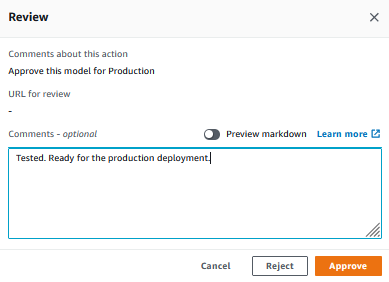 Review
Comments about this action
Approve this model for Production
URL for review
-
Comments - optional
Preview markdown
Learn more
Tested. Ready for the production deployment.
Cancel
Reject
Approve